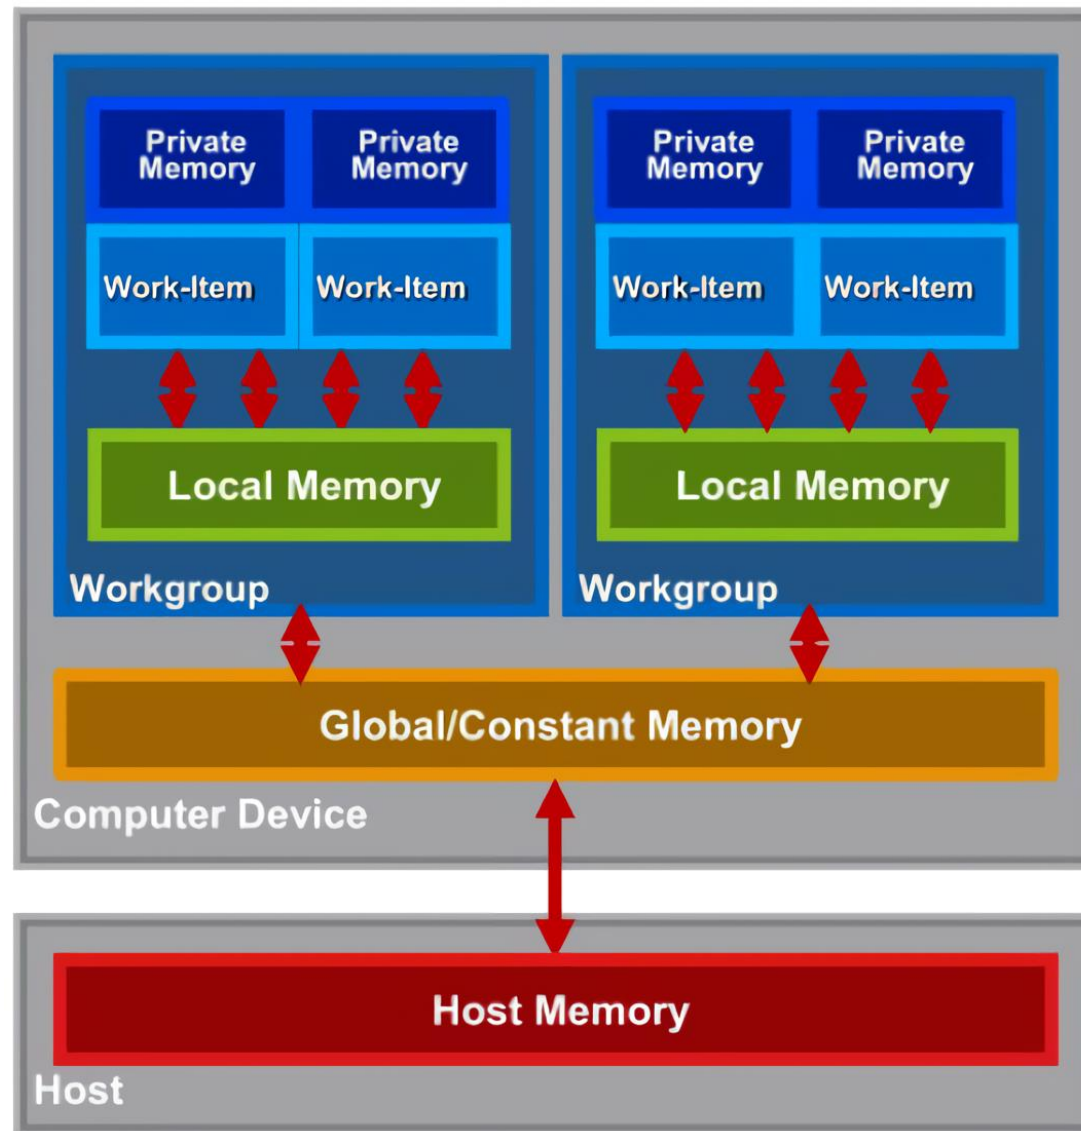 Private
Memory
Private
Memory
Private
Memory
Private
Memory
Work-Item
Work-Item
Work-Item
Work-Item
Local Memory
Local Memory
Workgroup
Workgroup
Global/Constant Memory
Computer Device
Host Memory
Host